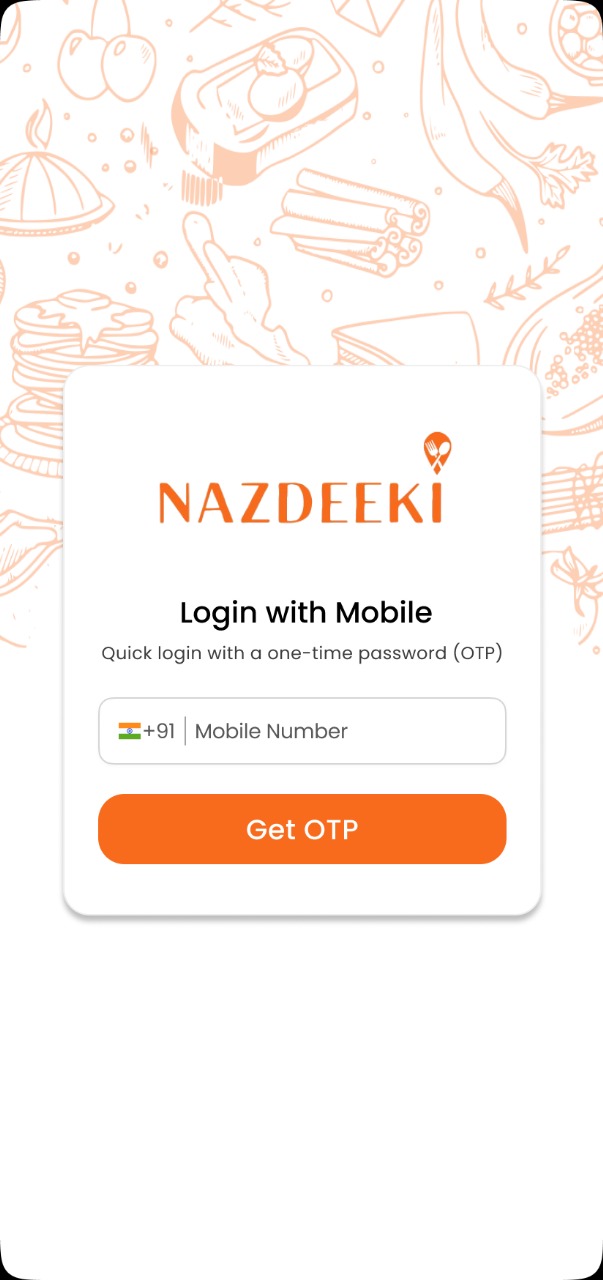 NAZDEEKI
Login with Mobile
Quick login with a one-time password (OTP)
+91 | Mobile Number
Get OTP